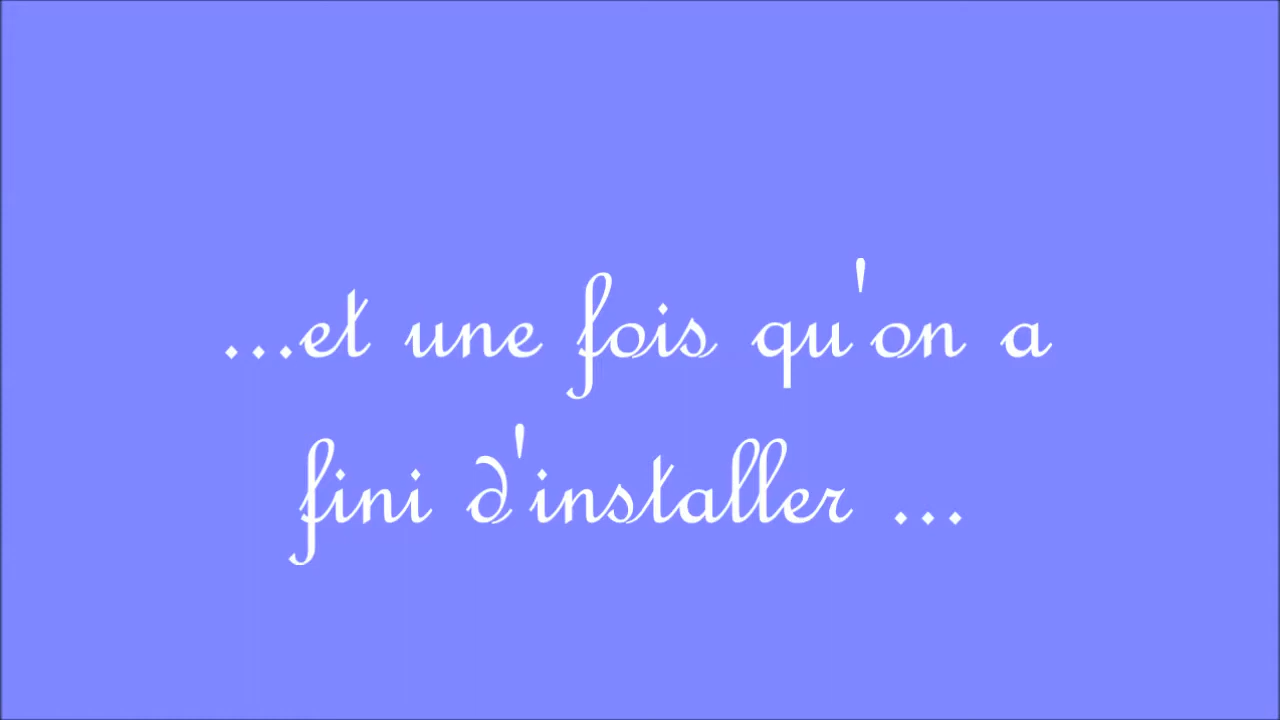 ...et une fois qu'on a
fini d'installer ...